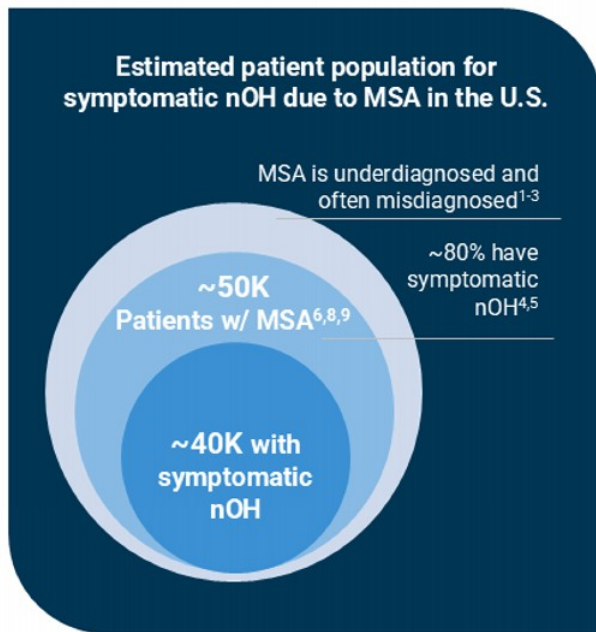 Estimated patient population for
symptomatic nOH due to MSA in the U.S.
MSA is underdiagnosed and
often misdiagnosed1-3
~80% have
symptomatic
nOH4,5
~50K
Patients w/ MSA6,8,9
~40K with
symptomatic
nOH